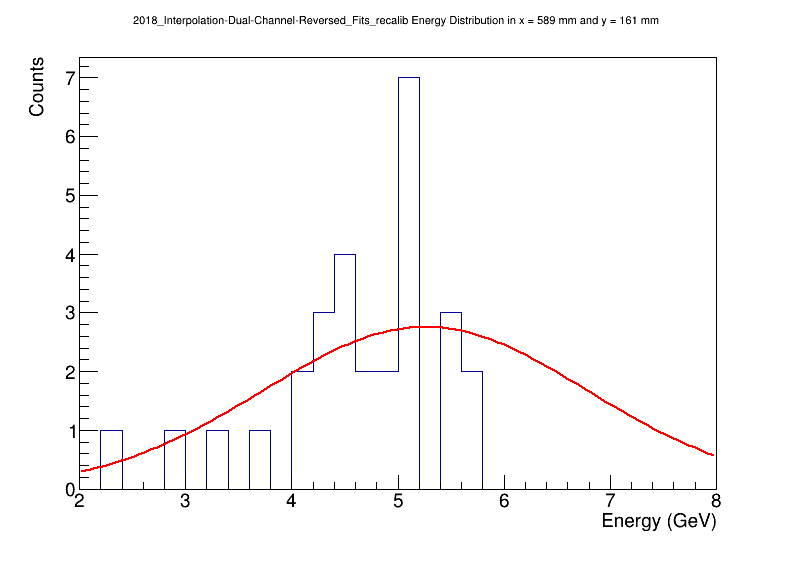 2018_Interpolation-Dual-Channel-Reversed_Fits_recalib Energy Distribution in x = 589 mm and y = 161 mm
Counts
7
6
5
4
3
2
1
0
2 3 4 5 6 7 8
Energy (GeV)